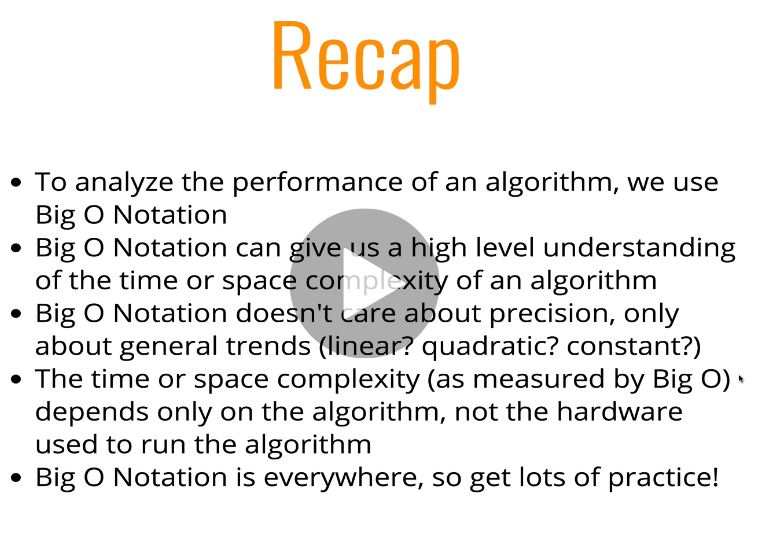 Recap
• To analyze the performance of an algorithm, we use
Big O Notation
• Big O Notation can give us a high level understanding
of the time or space complexity of an algorithm
• Big O Notation doesn't care about precision, only
about general trends (linear? quadratic? constant?)
• The time or space complexity (as measured by Big O)
depends only on the algorithm, not the hardware
used to run the algorithm
• Big O Notation is everywhere, so get lots of practice!